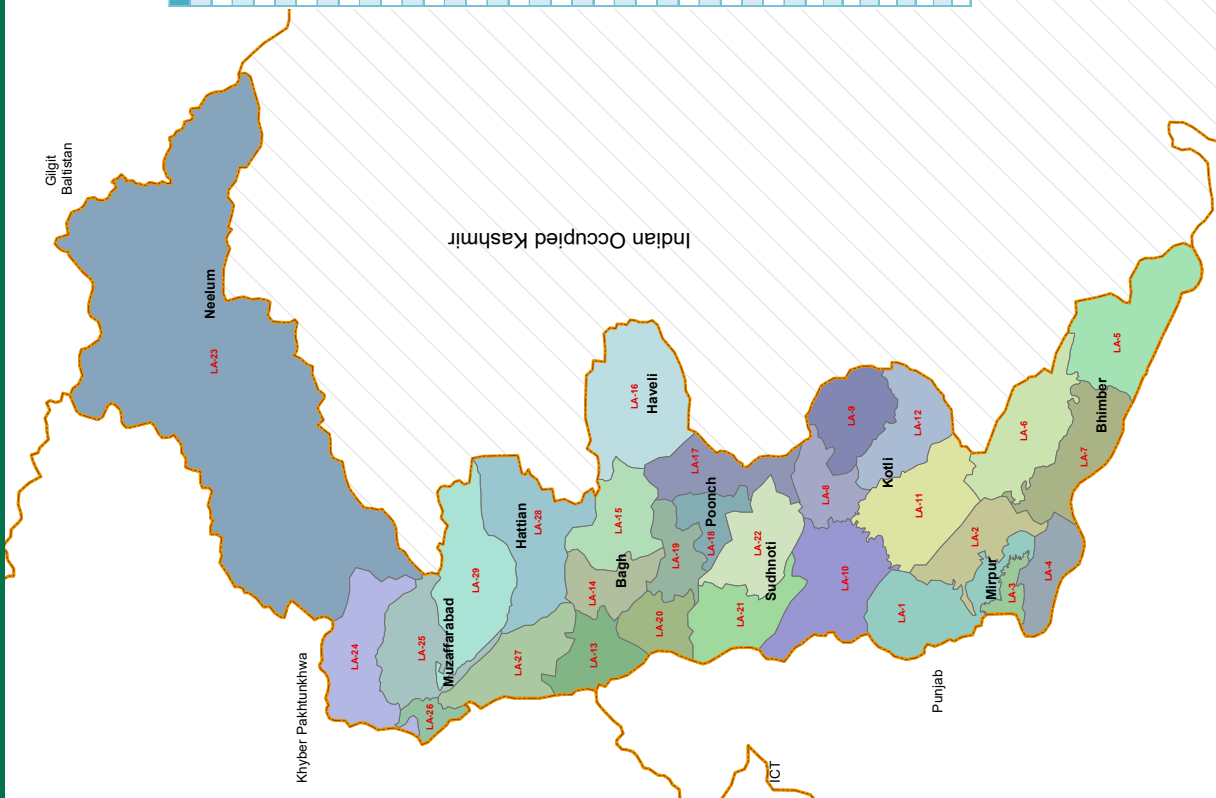 Gilgit
Baltistan
Neelum
LA-23
Indian Occupied Kashmir
Khyber Pakhtunkhwa
LA-24
LA-25
Muzaffarabad
LA-26
LA-29
Hattian
LA-28
LA-27
LA-16
Haveli
LA-15
LA-14
Bagh
LA-13
LA-17
Poonch
LA-18
LA-19
LA-20
LA-22
Sudhnoti
LA-21
LA-9
LA-12
LA-8
Kotli
LA-10
LA-11
LA-1
LA-2
Mirpur
LA-3
LA-4
LA-6
LA-5
Bhimber
LA-7
Punjab
ICT